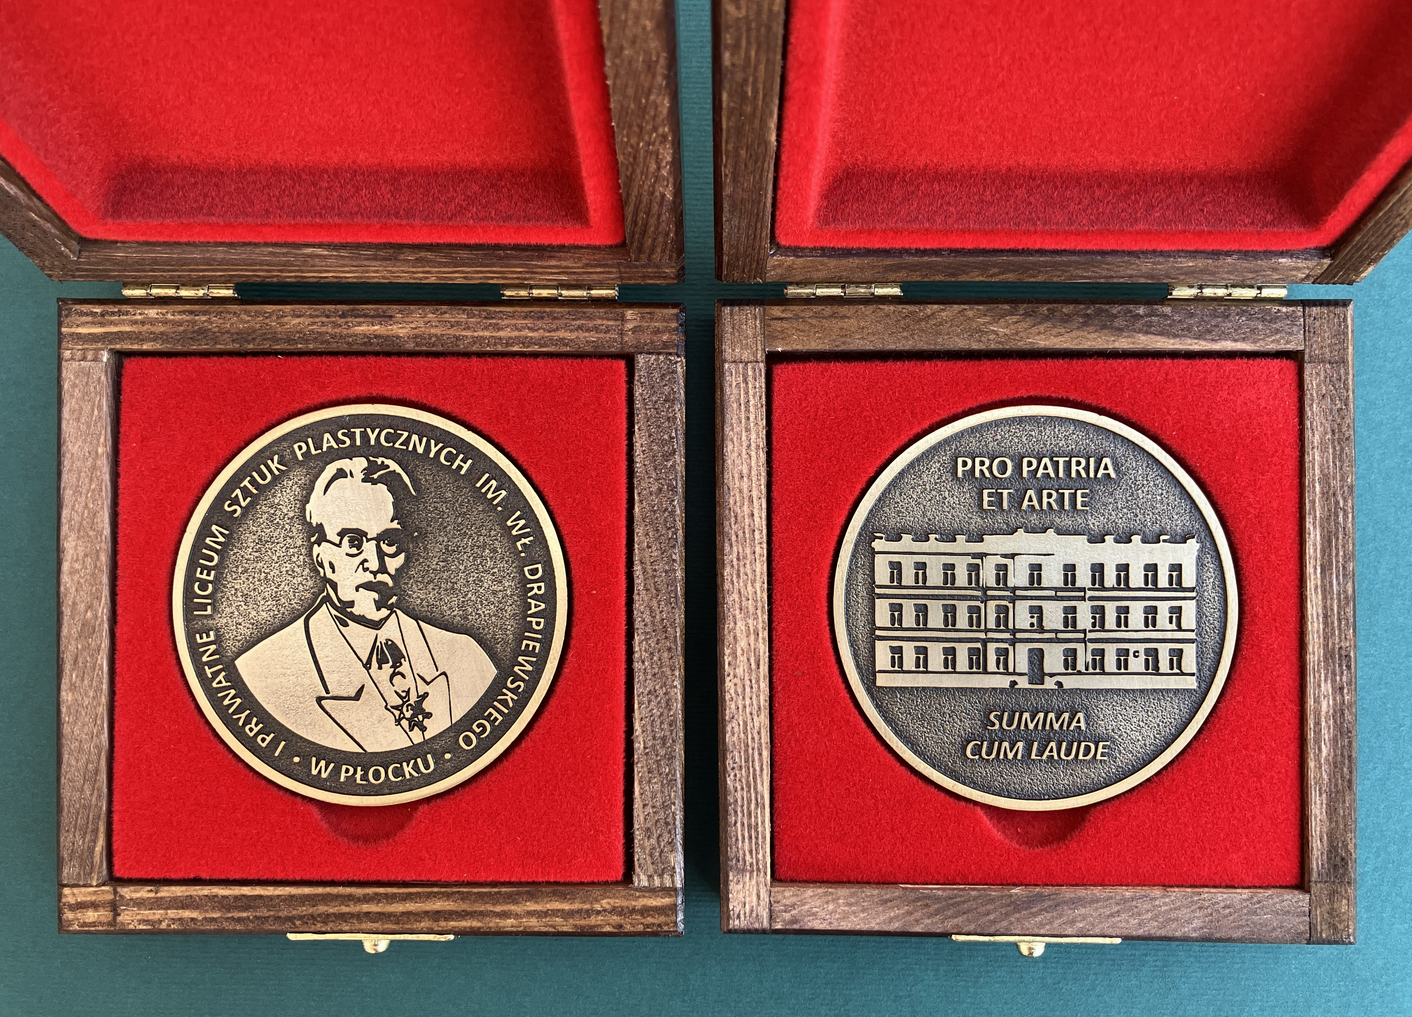 I PRYWATNE LICEUM SZTUK PLASTYCZNYCH IM. WŁ. DRAPIEWSKIEGO
• W PŁOCKU •
PRO PATRIA
ET ARTE
SUMMA
CUM LAUDE